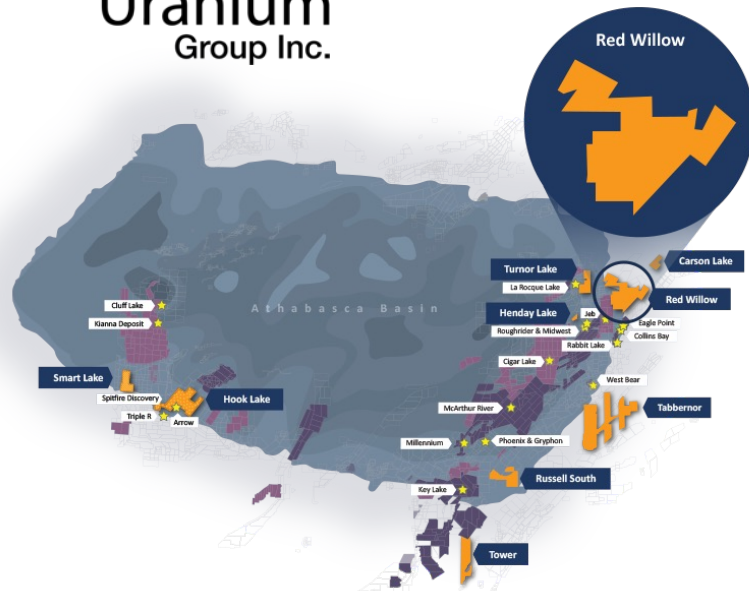 Uranium
Group Inc.
Red Willow
Carson Lake
Turnor Lake
La Rocque Lake
Red Willow
Athabasca Basin
Cluff Lake
Kianna Deposit
Henday Lake
Jeb
Eagle Point
Roughrider & Midwest
Collins Bay
Rabbit Lake
Cigar Lake
Smart Lake
West Bear
Spitfire Discovery
Hook Lake
McArthur River
Tabbernor
Triple R
Arrow
Millennium
Phoenix & Gryphon
Russell South
Key Lake
Tower